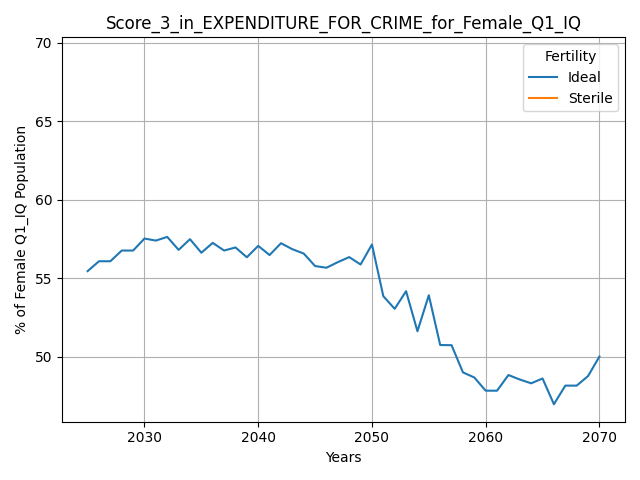 Score_3_in_EXPENDITURE_FOR_CRIME_for_Female_Q1_IQ
70
65
60
55
50
% of Female Q1_IQ Population
Fertility
Ideal
Sterile
2030 2040 2050 2060 2070
Years